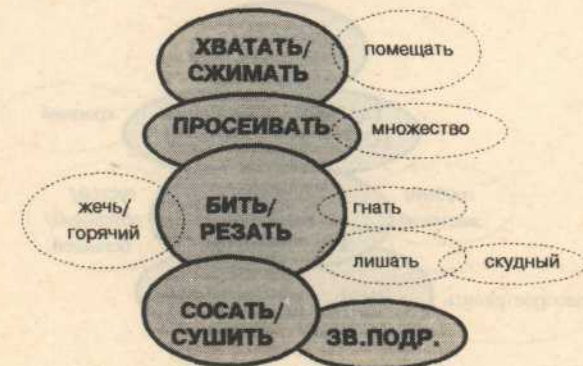 ХВАТАТЬ/
СЖИМАТЬ
помещать
ПРОСЕИВАТЬ
множество
жечь/
горячий
БИТЬ/
РЕЗАТЬ
гнать
лишать
скудный
СОСАТЬ/
СУШИТЬ
ЗВ.ПОДР.